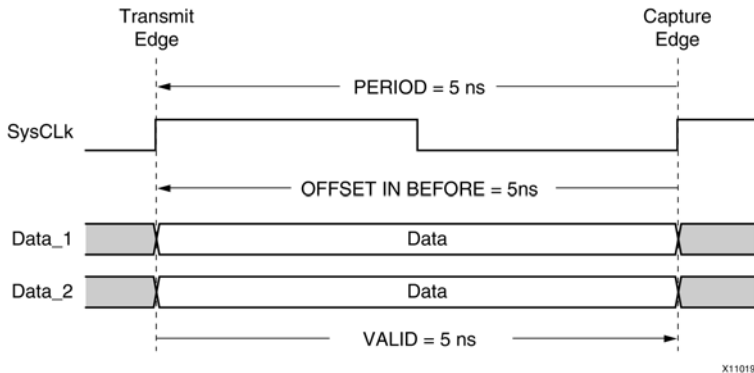 Transmit
Edge
Capture
Edge
PERIOD = 5 ns
SysCLk
OFFSET IN BEFORE = 5ns
Data_1
Data
Data_2
Data
VALID = 5 ns
X11019